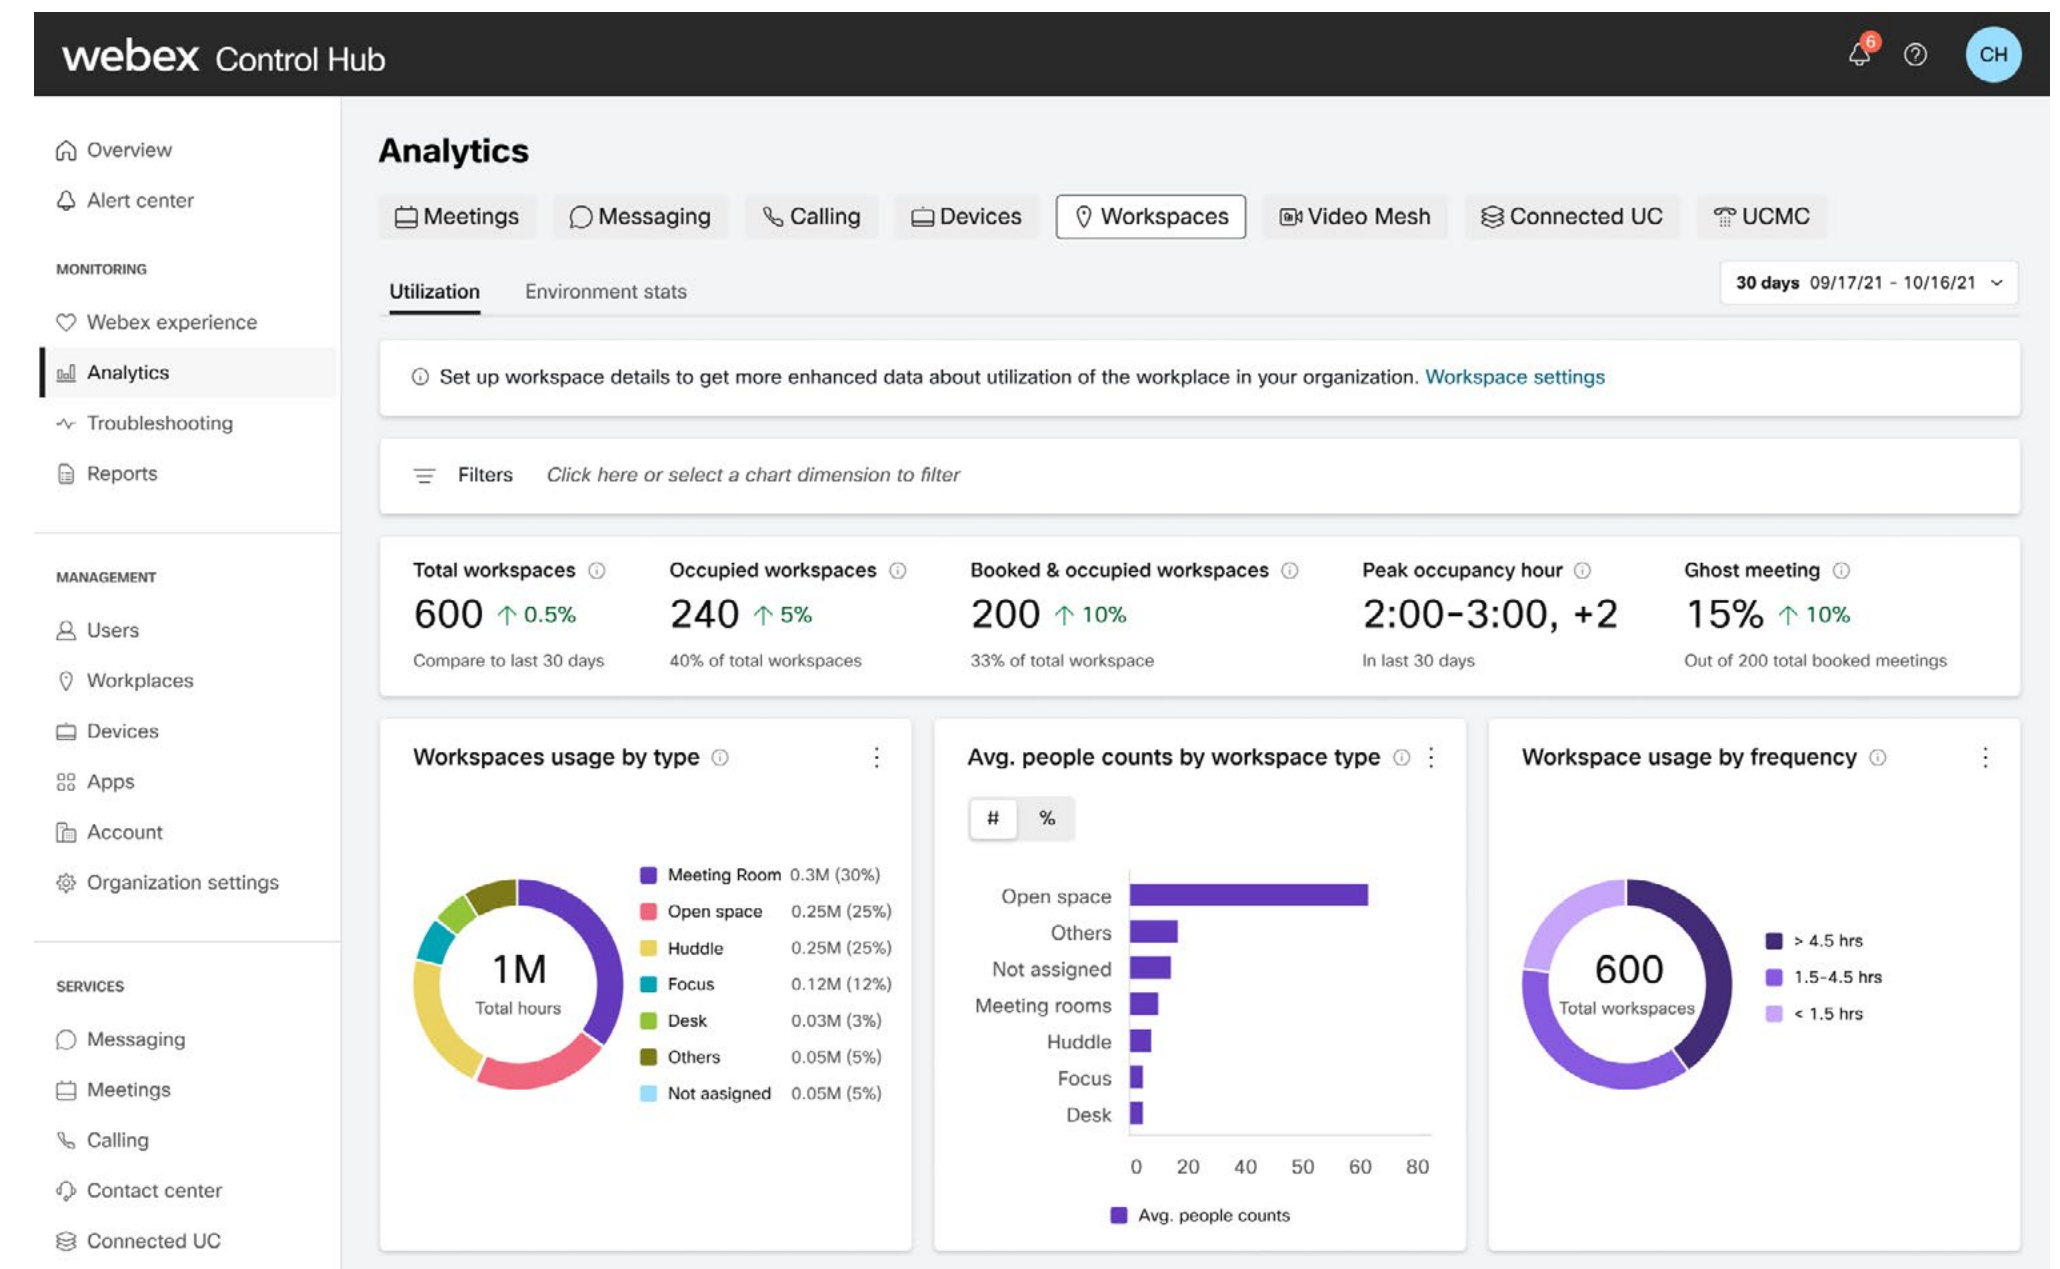 webex Control Hub
6
CH
Overview
Alert center
MONITORING
Webex experience
Analytics
Troubleshooting
Reports
MANAGEMENT
Users
Workplaces
Devices
Apps
Account
Organization settings
SERVICES
Messaging
Meetings
Calling
Contact center
Connected UC
Analytics
Meetings Messaging Calling Devices Workspaces Video Mesh Connected UC UCMC
Utilization Environment stats
30 days 09/17/21 - 10/16/21
Set up workspace details to get more enhanced data about utilization of the workplace in your organization. Workspace settings
Filters Click here or select a chart dimension to filter
Total workspaces
600 ↑ 0.5%
Compare to last 30 days
Occupied workspaces
240 ↑ 5%
40% of total workspaces
Booked & occupied workspaces
200 ↑ 10%
33% of total workspace
Peak occupancy hour
2:00-3:00, +2
In last 30 days
Ghost meeting
15% ↑ 10%
Out of 200 total booked meetings
Workspaces usage by type
1M
Total hours
Meeting Room 0.3M (30%)
Open space 0.25M (25%)
Huddle 0.25M (25%)
Focus 0.12M (12%)
Desk 0.03M (3%)
Others 0.05M (5%)
Not aasigned 0.05M (5%)
Avg. people counts by workspace type
# %
Open space
Others
Not assigned
Meeting rooms
Huddle
Focus
Desk
0 20 40 50 60 80
Avg. people counts
Workspace usage by frequency
600
Total workspaces
> 4.5 hrs
1.5-4.5 hrs
< 1.5 hrs